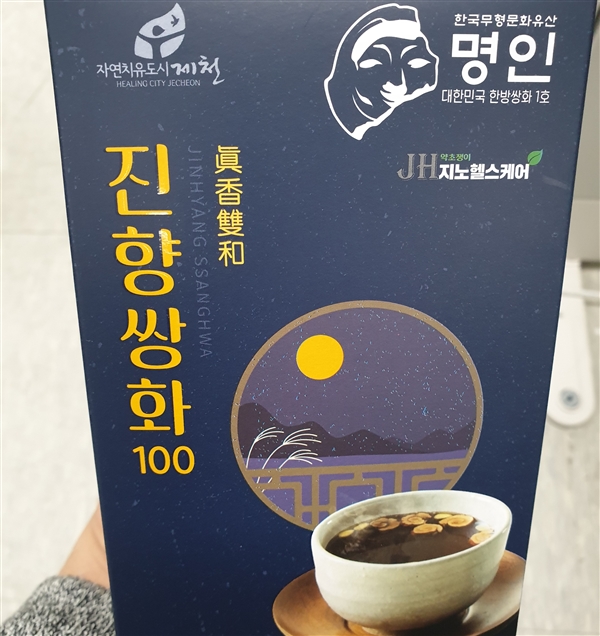 자연치유도시 제천
HEALING CITY JECHEON
한국무형문화유산
명인
대한민국 한방쌍화 1호
약초쟁이
JH 지노헬스케어
진향쌍화
100
眞香雙和
JINHYANG SSANGHWA